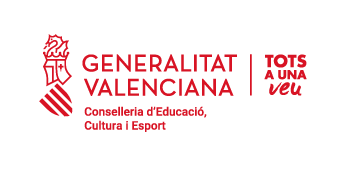 GENERALITAT
VALENCIANA
Conselleria d'Educació,
Cultura i Esport
TOTS
A UNA
veu